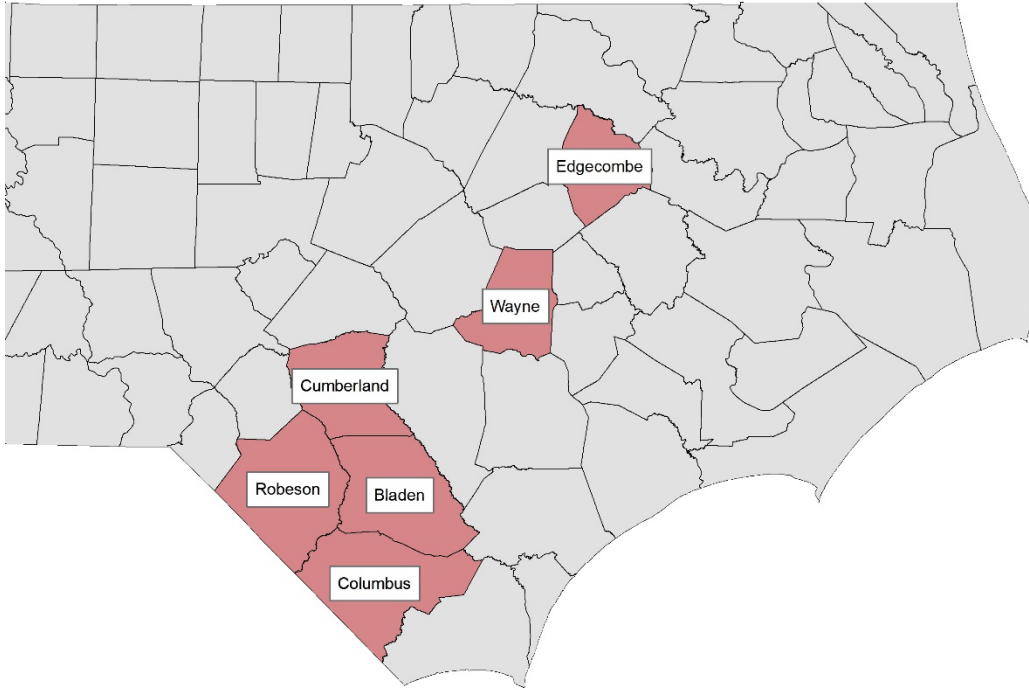 Edgecombe
Wayne
Cumberland
Robeson
Bladen
Columbus